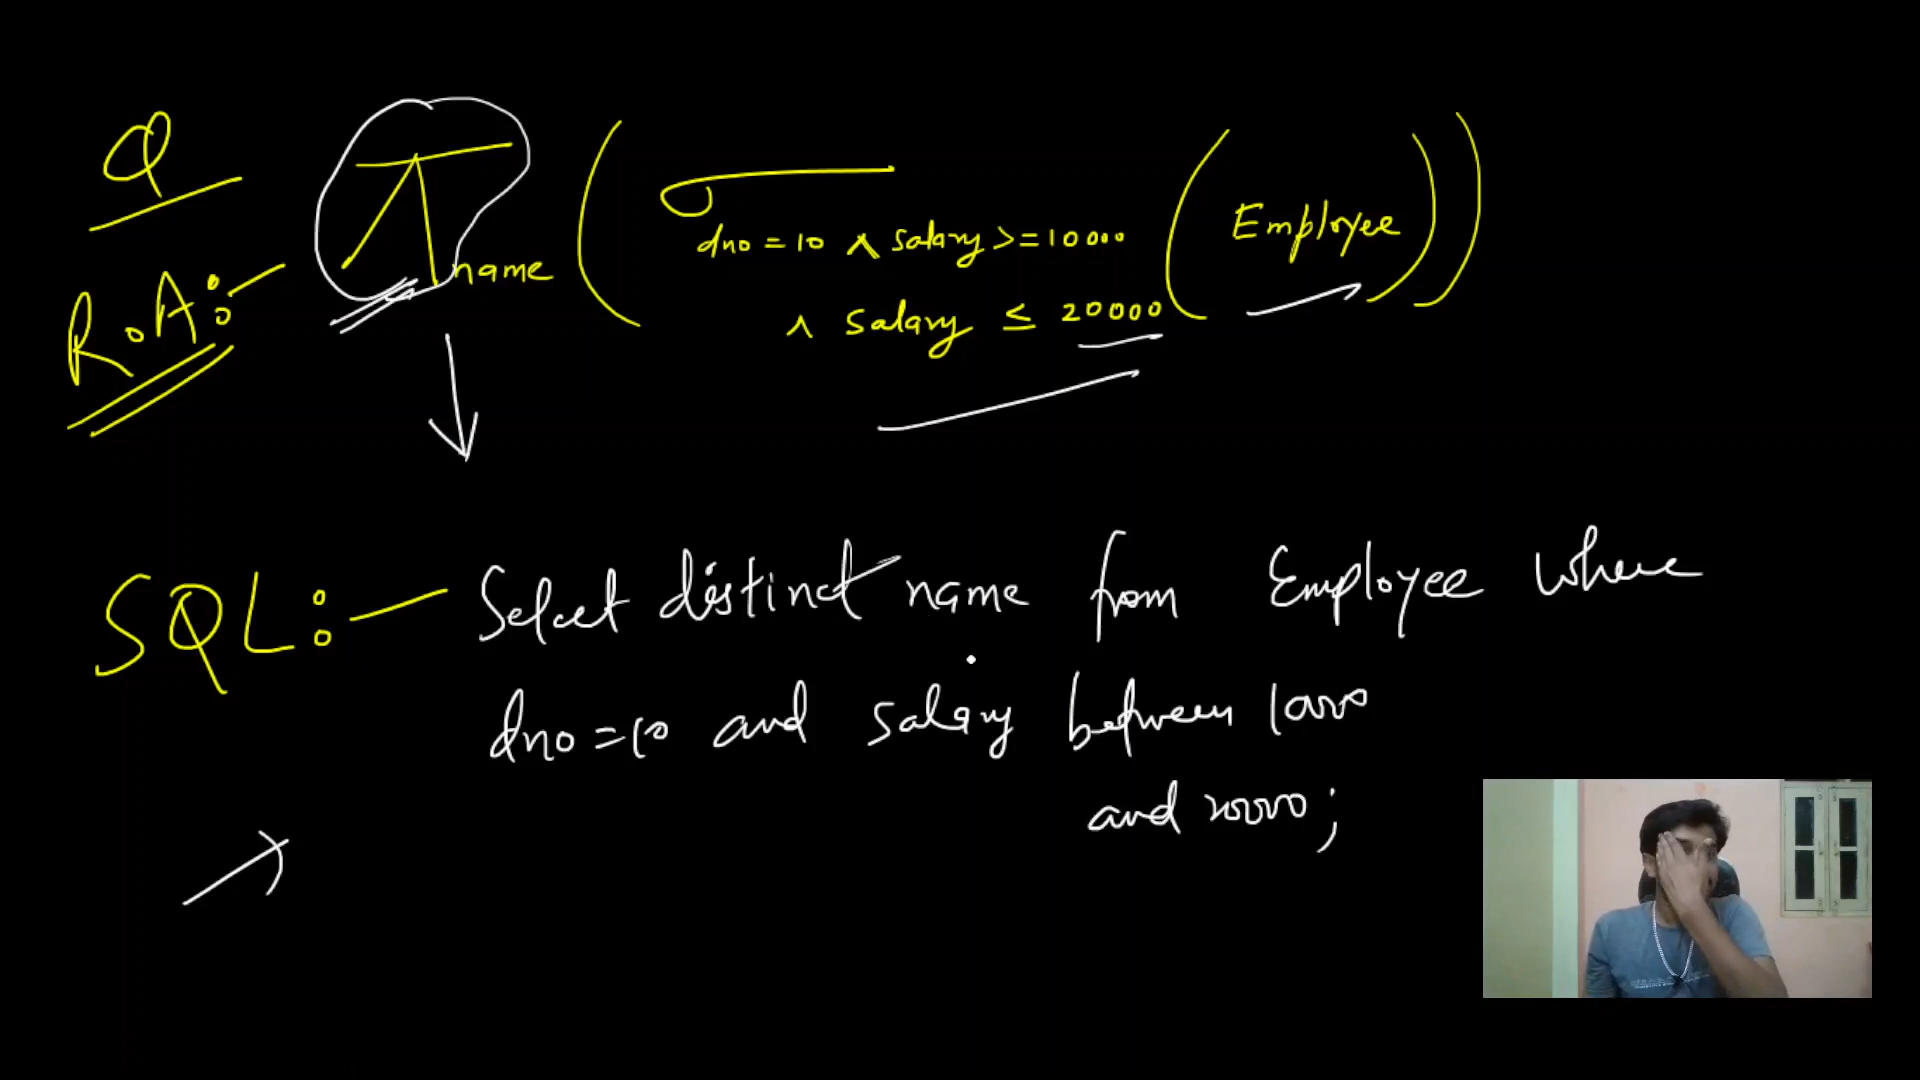 Q
R.A:- π name ( σ dno = 10 ∧ salary >= 10000 ( Employee ) )
∧ salary ≤ 20000
SQL:- Select distinct name from Employee where
dno = 10 and salary between 10000
and 20000;